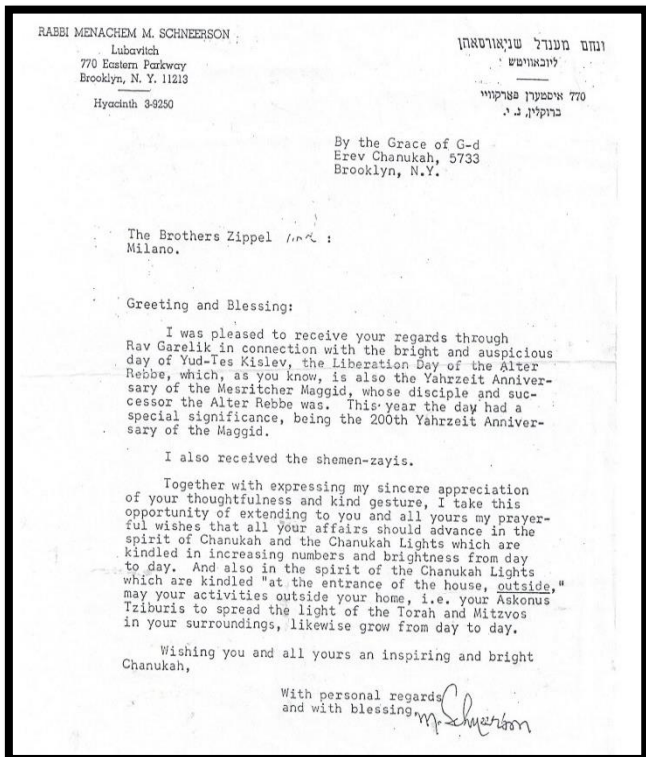 RABBI MENACHEM M. SCHNEERSON
Lubavitch
770 Eastern Parkway
Brooklyn, N. Y. 11213
Hyacinth 3-9250
מנחם מענדל שניאורסאהן
ליובאוויטש
770 איסטערן פארקוויי
ברוקלין, נ. י.
By the Grace of G-d
Erev Chanukah, 5733
Brooklyn, N.Y.
The Brothers Zippel :
Milano.
Greeting and Blessing:
I was pleased to receive your regards through
Rav Garelik in connection with the bright and auspicious
day of Yud-Tes Kislev, the Liberation Day of the Alter
Rebbe, which, as you know, is also the Yahrzeit Anniver-
sary of the Mesritcher Maggid, whose disciple and suc-
cessor the Alter Rebbe was. This year the day had a
special significance, being the 200th Yahrzeit Anniver-
sary of the Maggid.
I also received the shemen-zayis.
Together with expressing my sincere appreciation
of your thoughtfulness and kind gesture, I take this
opportunity of extending to you and all yours my prayer-
ful wishes that all your affairs should advance in the
spirit of Chanukah and the Chanukah Lights which are
kindled in increasing numbers and brightness from day
to day. And also in the spirit of the Chanukah Lights
which are kindled "at the entrance of the house, outside,"
may your activities outside your home, i.e. your Askonus
Tziburis to spread the light of the Torah and Mitzvos
in your surroundings, likewise grow from day to day.
Wishing you and all yours an inspiring and bright
Chanukah,
With personal regards
and with blessing,
M. Schneerson